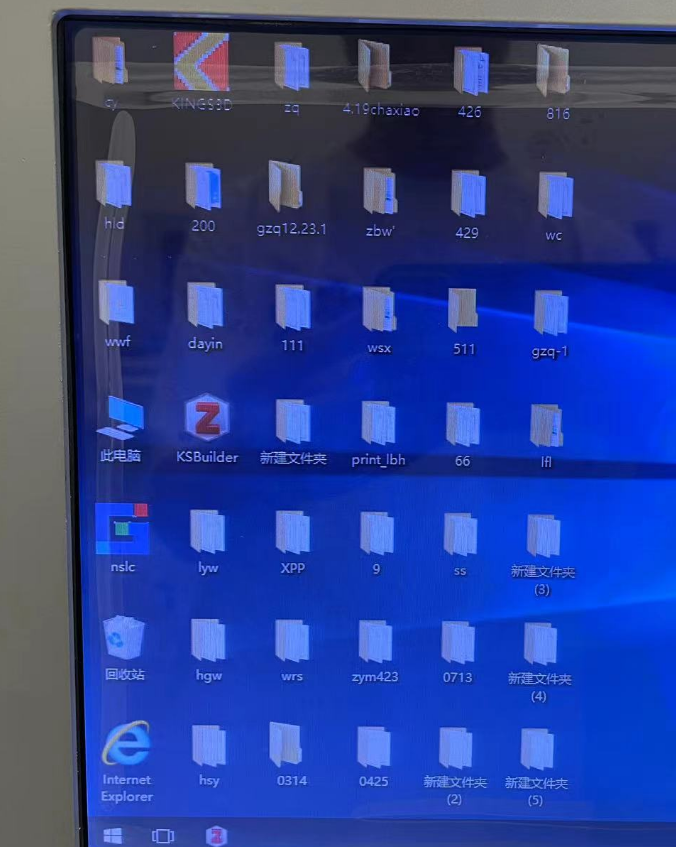 cy
KINGS3D
zq
4.19chaxiao
426
816
hld
200
gzq12.23.1
zbw'
429
wc
wwf
dayin
111
wsx
511
gzq-1
此电脑
KSBuilder
新建文件夹
print_lbh
66
lfl
nslc
lyw
XPP
9
ss
新建文件夹
(3)
回收站
hgw
wrs
zym423
0713
新建文件夹
(4)
Internet
Explorer
hsy
0314
0425
新建文件夹
(2)
新建文件夹
(5)